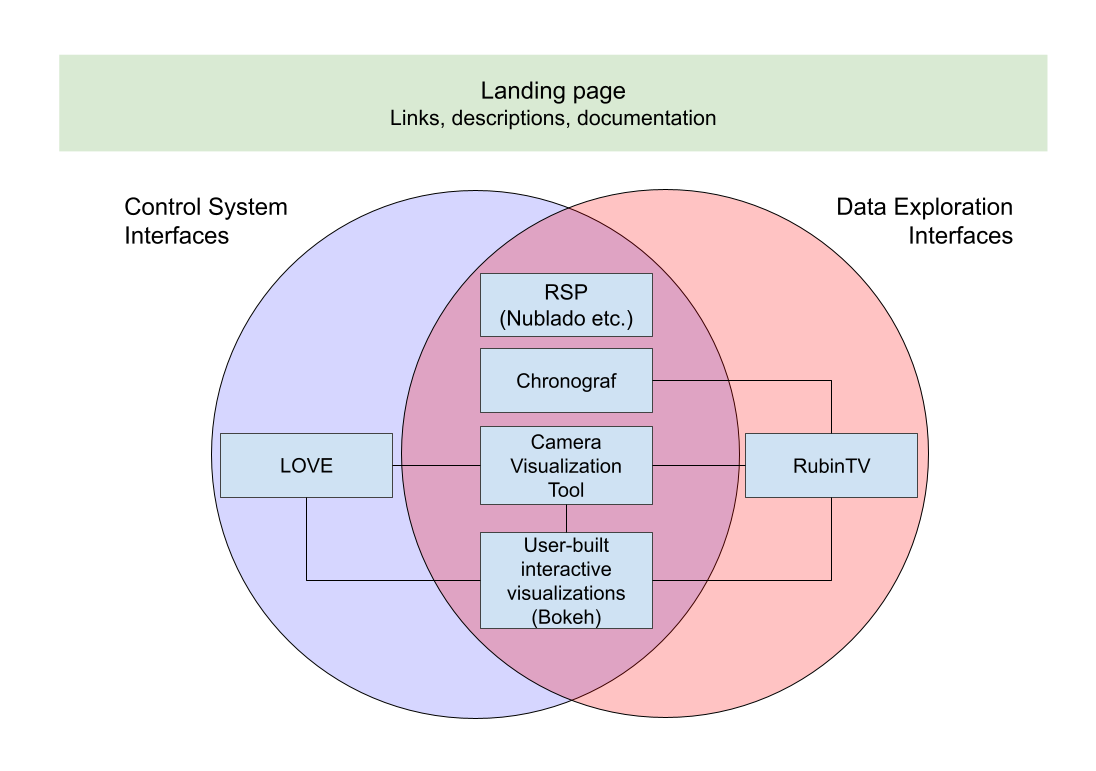 Landing page
Links, descriptions, documentation
Control System
Interfaces
Data Exploration
Interfaces
RSP
(Nublado etc.)
Chronograf
LOVE
Camera
Visualization
Tool
RubinTV
User-built
interactive
visualizations
(Bokeh)